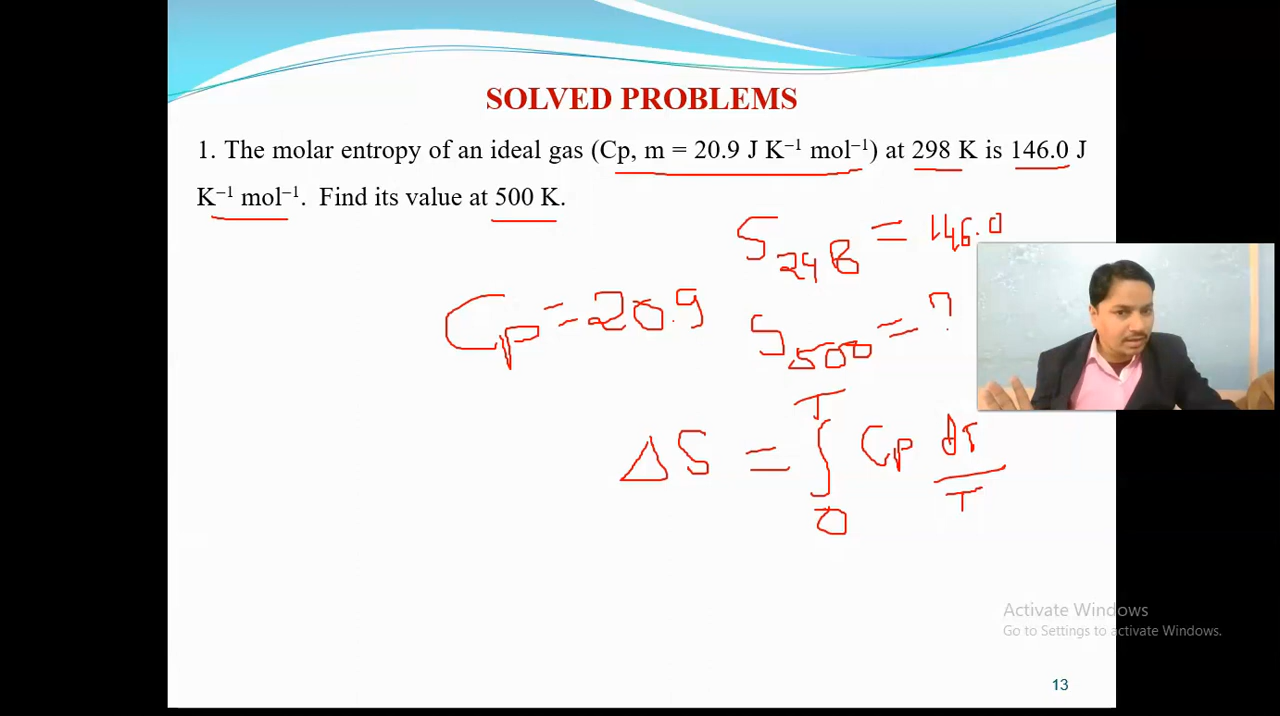 SOLVED PROBLEMS
1. The molar entropy of an ideal gas (Cp, m = 20.9 J K⁻¹ mol⁻¹) at 298 K is 146.0 J
K⁻¹ mol⁻¹. Find its value at 500 K.
S₂₉₈ = 146.0
Cp = 20.9
S₅₀₀ = ?
ΔS = ∫₀ᵀ Cp dT/T
Activate Windows
Go to Settings to activate Windows.
13